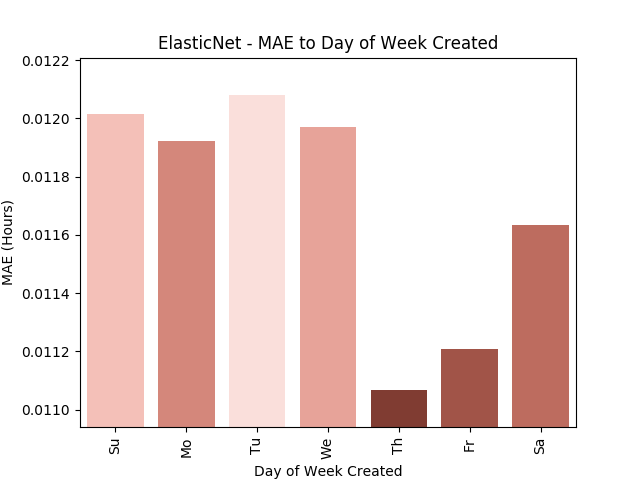 ElasticNet - MAE to Day of Week Created
0.0122
0.0120
0.0118
0.0116
0.0114
0.0112
0.0110
MAE (Hours)
Su
Mo
Tu
We
Th
Fr
Sa
Day of Week Created